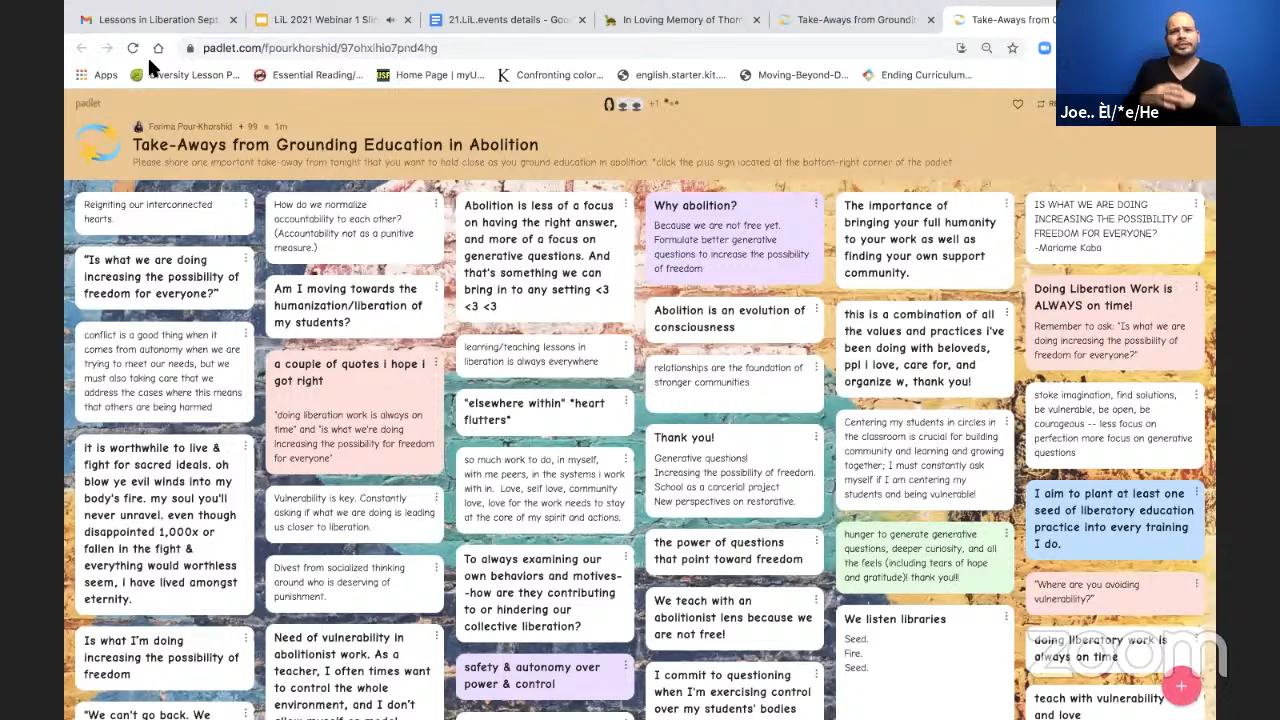 Lessons in Liberation Sept
LiL 2021 Webinar 1 Sli
21.LiL.events details - Goo
In Loving Memory of Thom
Take-Aways from Groundin
Take-Aways from G
padlet.com/fpourkhorshid/97ohxihio7pnd4hg
Apps
versity Lesson P...
Essential Reading/...
USF
Home Page | myU...
K
Confronting color...
english.starter.kit....
Moving-Beyond-D...
Ending Curriculum...
Joe.. Èl/*e/He
padlet
+1
Farima Pour-Khorshid + 99 1m
Take-Aways from Grounding Education in Abolition
Please share one important take-away from tonight that you want to hold close as you ground education in abolition. *click the plus sign located at the bottom-right corner of the padlet
Reigniting our interconnected
hearts.
"Is what we are doing
increasing the possibility of
freedom for everyone?"
conflict is a good thing when it
comes from autonomy when we are
trying to meet our needs, but we
must also taking care that we
address the cases where this means
that others are being harmed
it is worthwhile to live &
fight for sacred ideals. oh
blow ye evil winds into my
body's fire. my soul you'll
never unravel. even though
disappointed 1,000x or
fallen in the fight &
everything would worthless
seem, i have lived amongst
eternity.
Is what I'm doing
increasing the possibility of
freedom
"We can't go back. We
How do we normalize
accountability to each other?
(Accountability not as a punitive
measure.)
Am I moving towards the
humanization/liberation of
my students?
a couple of quotes i hope i
got right
"doing liberation work is always on
time" and "is what we're doing
increasing the possibility for freedom
for everyone"
Vulnerability is key. Constantly
asking if what we are doing is leading
us closer to liberation.
Divest from socialized thinking
around who is deserving of
punishment.
Need of vulnerability in
abolitionist work. As a
teacher, I often times want
to control the whole
environment, and I don't
allow myself or model
Abolition is less of a focus
on having the right answer,
and more of a focus on
generative questions. And
that's something we can
bring in to any setting <3
<3 <3
learning/teaching lessons in
liberation is always everywhere
"elsewhere within" *heart
flutters*
so much work to do, in myself,
with me peers, in the systems i work
with in. Love, self love, community
love, love for the work needs to stay
at the core of my spirit and actions.
To always examining our
own behaviors and motives-
-how are they contributing
to or hindering our
collective liberation?
safety & autonomy over
power & control
Why abolition?
Because we are not free yet.
Formulate better generative
questions to increase the possibility
of freedom
Abolition is an evolution of
consciousness
relationships are the foundation of
stronger communities
Thank you!
Generative questions!
Increasing the possibility of freedom.
School as a carcerial project
New perspectives on restorative.
the power of questions
that point toward freedom
We teach with an
abolitionist lens because we
are not free!
I commit to questioning
when I'm exercising control
over my students' bodies
The importance of
bringing your full humanity
to your work as well as
finding your own support
community.
this is a combination of all
the values and practices i've
been doing with beloveds,
ppl i love, care for, and
organize w, thank you!
Centering my students in circles in
the classroom is crucial for building
community and learning and growing
together; I must constantly ask
myself if I am centering my
students and being vulnerable!
hunger to generate generative
questions, deeper curiosity, and all
the feels (including tears of hope
and gratitude)! thank you!!!
We listen libraries
Seed.
Fire.
Seed.
IS WHAT WE ARE DOING
INCREASING THE POSSIBILITY OF
FREEDOM FOR EVERYONE?
-Mariame Kaba
Doing Liberation Work is
ALWAYS on time!
Remember to ask: "Is what we are
doing increasing the possibility of
freedom for everyone?"
stoke imagination, find solutions,
be vulnerable, be open, be
courageous -- less focus on
perfection more focus on generative
questions
I aim to plant at least one
seed of liberatory education
practice into every training
I do.
"Where are you avoiding
vulnerability?"
doing liberatory work is
always on time
teach with vulnerability
and love
zoom